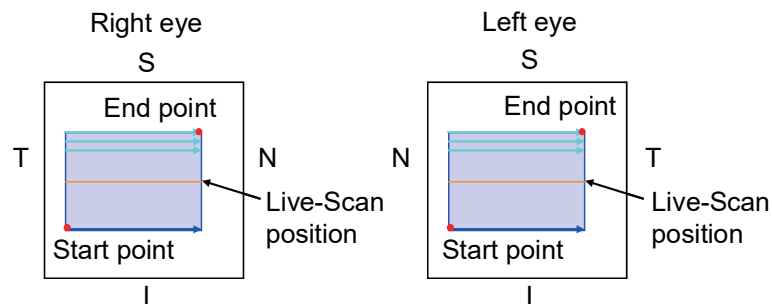 Right eye
S
End point
T
N
Live-Scan
position
Start point
I
Left eye
S
End point
N
T
Live-Scan
position
Start point
I